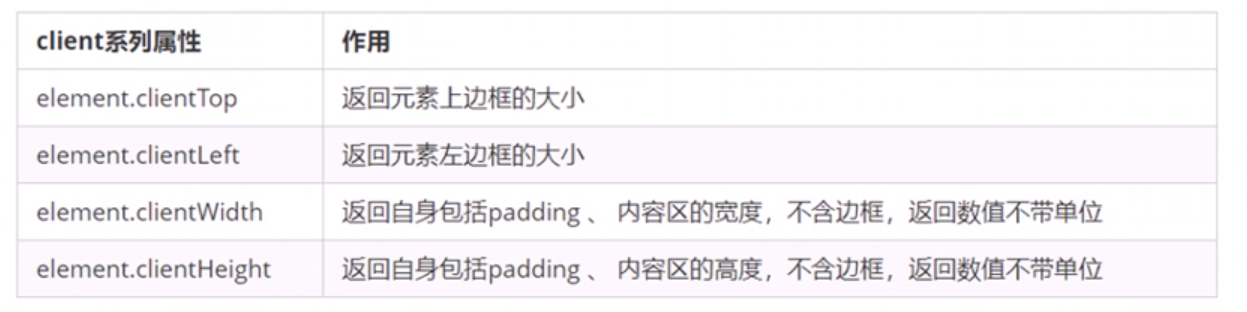 client系列属性 作用
element.clientTop 返回元素上边框的大小
element.clientLeft 返回元素左边框的大小
element.clientWidth 返回自身包括padding 、 内容区的宽度，不含边框，返回数值不带单位
element.clientHeight 返回自身包括padding 、 内容区的高度，不含边框，返回数值不带单位